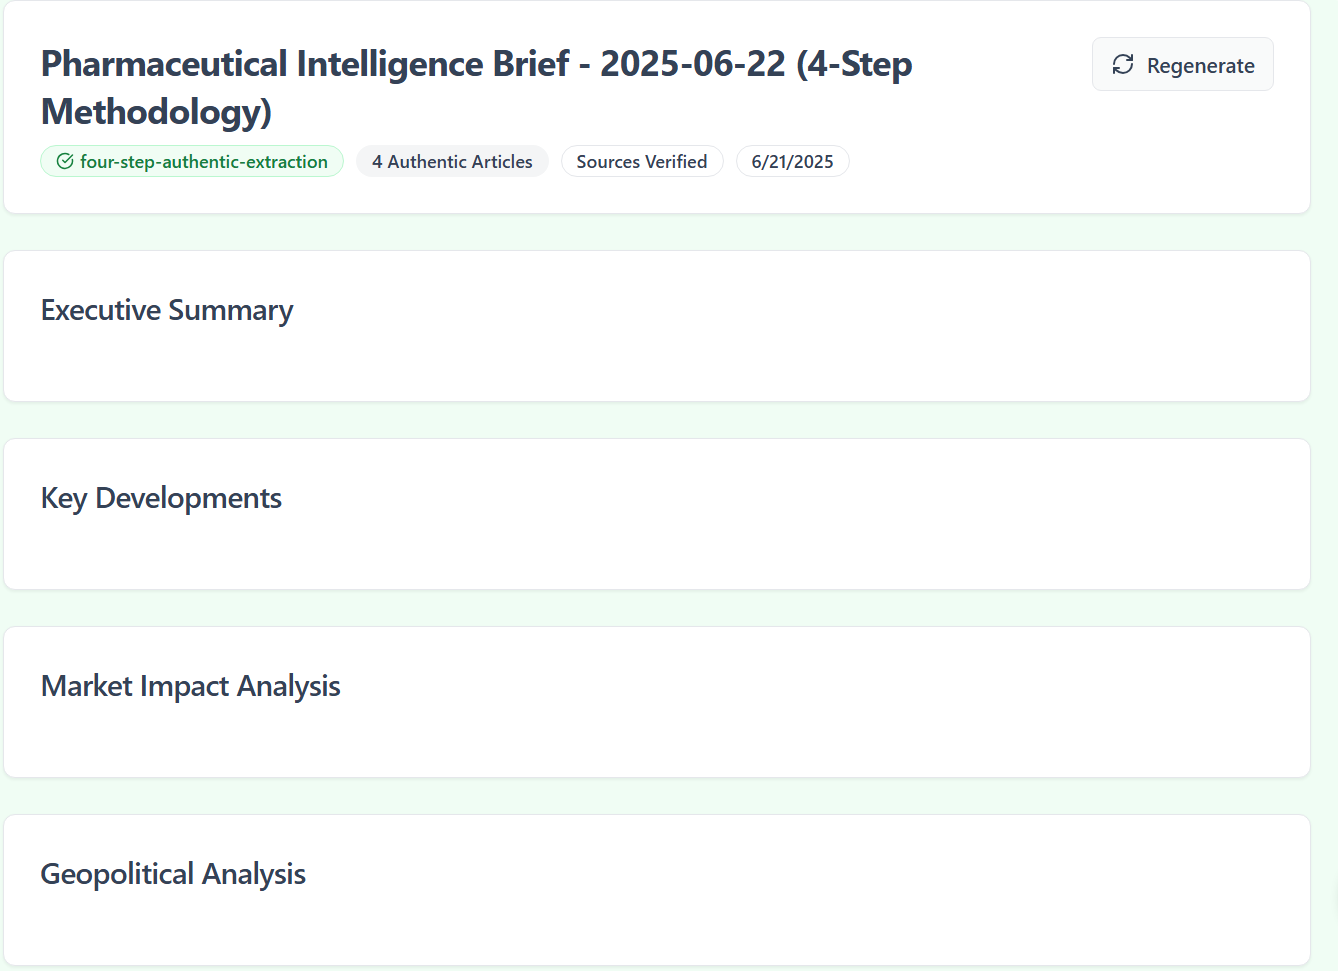 Pharmaceutical Intelligence Brief - 2025-06-22 (4-Step
Methodology)
Regenerate
four-step-authentic-extraction
4 Authentic Articles
Sources Verified
6/21/2025
Executive Summary
Key Developments
Market Impact Analysis
Geopolitical Analysis